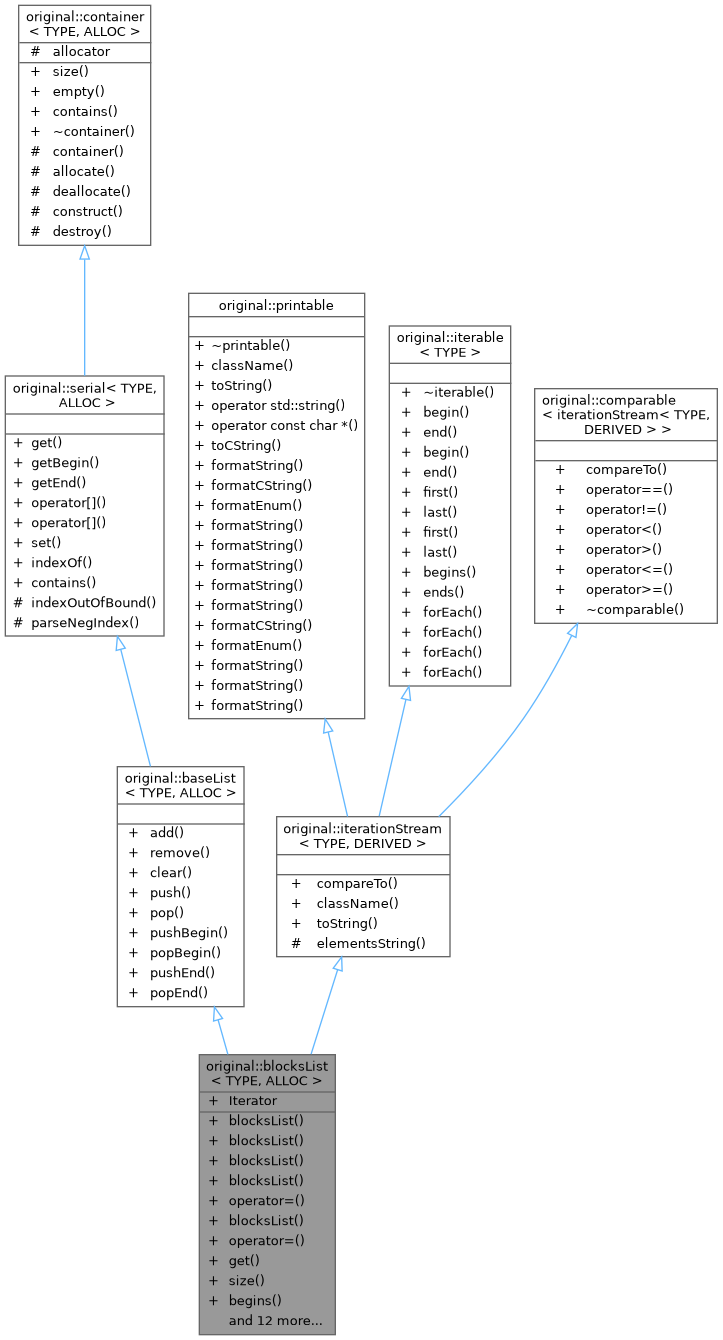 original::container
< TYPE, ALLOC >
# allocator
+ size()
+ empty()
+ contains()
+ ~container()
# container()
# allocate()
# deallocate()
# construct()
# destroy()
original::printable
+ ~printable()
+ className()
+ toString()
+ operator std::string()
+ operator const char *()
+ toCString()
+ formatString()
+ formatCString()
+ formatEnum()
+ formatString()
+ formatString()
+ formatString()
+ formatString()
+ formatString()
+ formatCString()
+ formatEnum()
+ formatString()
+ formatString()
+ formatString()
original::iterable
< TYPE >
+ ~iterable()
+ begin()
+ end()
+ begin()
+ end()
+ first()
+ last()
+ first()
+ last()
+ begins()
+ ends()
+ forEach()
+ forEach()
+ forEach()
+ forEach()
original::serial< TYPE,
ALLOC >
+ get()
+ getBegin()
+ getEnd()
+ operator[]()
+ operator[]()
+ set()
+ indexOf()
+ contains()
# indexOutOfBound()
# parseNegIndex()
original::comparable
< iterationStream< TYPE,
DERIVED > >
+ compareTo()
+ operator==()
+ operator!=()
+ operator<()
+ operator>()
+ operator<=()
+ operator>=()
+ ~comparable()
original::baseList
< TYPE, ALLOC >
+ add()
+ remove()
+ clear()
+ push()
+ pop()
+ pushBegin()
+ popBegin()
+ pushEnd()
+ popEnd()
original::iterationStream
< TYPE, DERIVED >
+ compareTo()
+ className()
+ toString()
# elementsString()
original::blocksList
< TYPE, ALLOC >
+ Iterator
+ blocksList()
+ blocksList()
+ blocksList()
+ blocksList()
+ operator=()
+ blocksList()
+ operator=()
+ get()
+ size()
+ begins()
and 12 more...